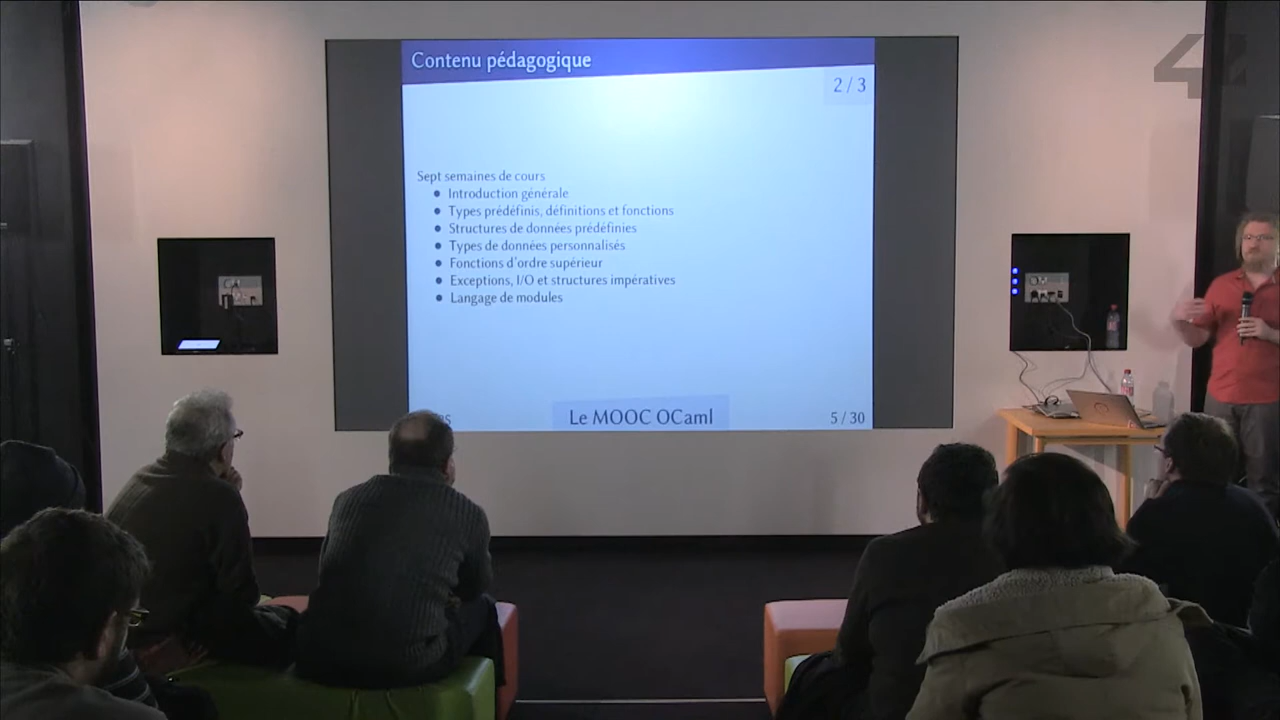 Contenu pédagogique
2 / 3
Sept semaines de cours
Introduction générale
Types prédéfinis, définitions et fonctions
Structures de données prédéfinies
Types de données personnalisés
Fonctions d'ordre supérieur
Exceptions, I/O et structures impératives
Langage de modules
Le MOOC OCaml
5 / 30
42